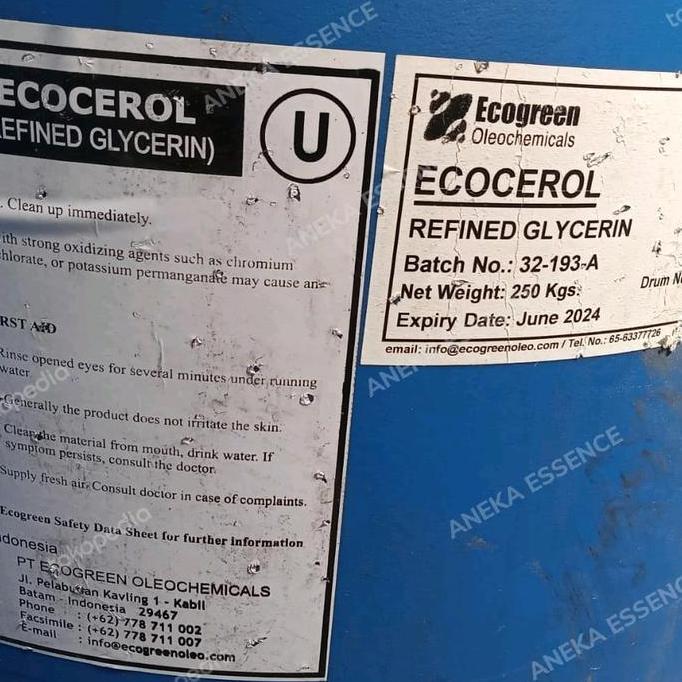 ECOCEROL
EFINED GLYCERIN)
U
. Clean up immediately.
ith strong oxidizing agents such as chromium
hlorate, or potassium permanganate may cause an
RST AID
Rinse opened eyes for several minutes under running
water
Generally the product does not irritate the skin.
Clean the material from mouth, drink water. If
symptom persists, consult the doctor.
Supply fresh air. Consult doctor in case of complaints.
Ecogreen Safety Data Sheet for further information
donesia
PT ECOGREEN OLEOCHEMICALS
Jl. Pelabuhan Kavling 1 - Kabil
Batam - Indonesia 29467
Phone : (+62) 778 711 002
Facsimile : (+62) 778 711 007
E-mail : info@ecogreenoleo.com
Ecogreen
Oleochemicals
ECOCEROL
REFINED GLYCERIN
Batch No.: 32-193-A
Drum N
Net Weight: 250 Kgs.
Expiry Date: June 2024
email: info@ecogreenoleo.com / Tel. No.: 65-63377726
ANEKA ESSENCE
ANEKA ESSENCE
ANEKA ESSENCE
tokopedia